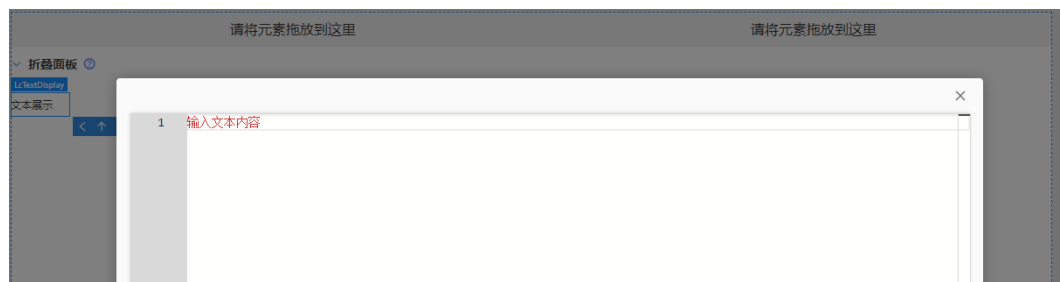 请将元素拖放到这里 请将元素拖放到这里
折叠面板
LcTextDisplay
文本展示
1 输入文本内容